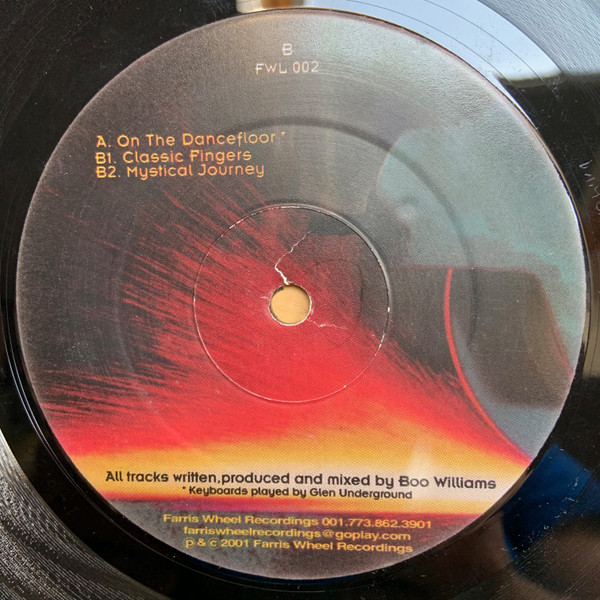 B
FWL 002
A. On The Dancefloor *
B1. Classic Fingers
B2. Mystical Journey
All tracks written,produced and mixed by Boo Williams
* Keyboards played by Glen Underground
Farris Wheel Recordings 001.773.862.3901
farriswheelrecordings@goplay.com
p & c 2001 Farris Wheel Recordings